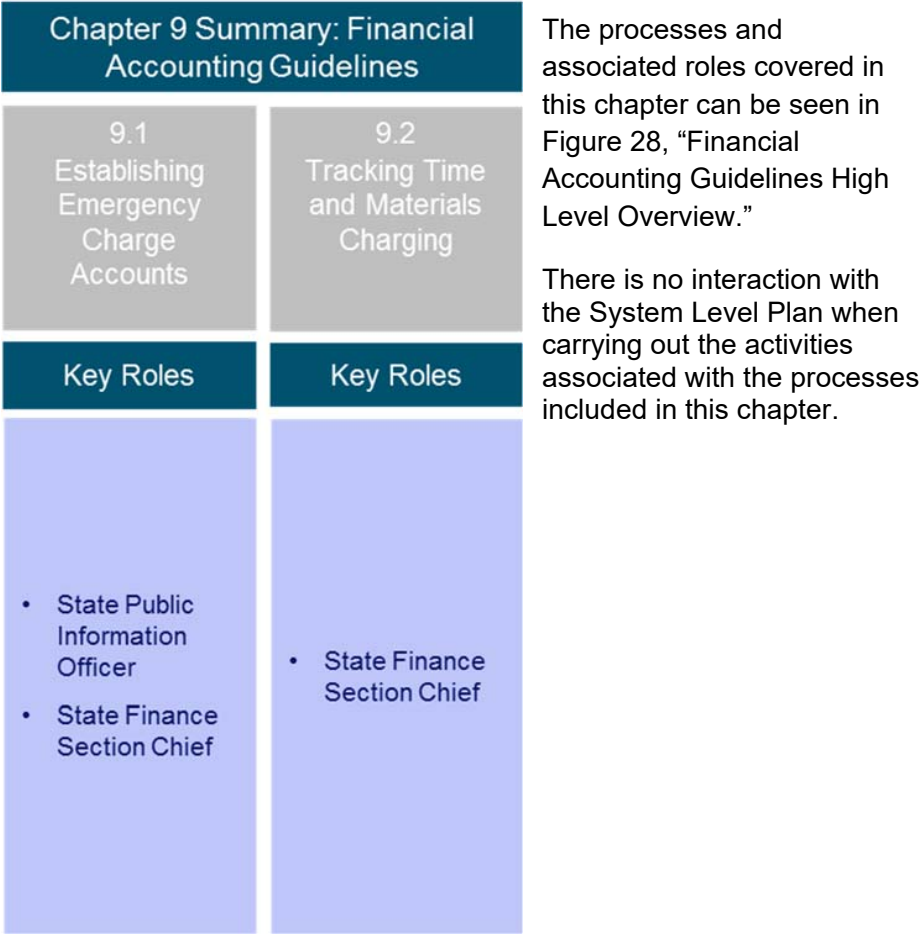 Chapter 9 Summary: Financial
Accounting Guidelines
9.1
Establishing
Emergency
Charge
Accounts
9.2
Tracking Time
and Materials
Charging
Key Roles
Key Roles
• State Public
Information
Officer
• State Finance
Section Chief
• State Finance
Section Chief
The processes and
associated roles covered in
this chapter can be seen in
Figure 28, “Financial
Accounting Guidelines High
Level Overview.”
There is no interaction with
the System Level Plan when
carrying out the activities
associated with the processes
included in this chapter.